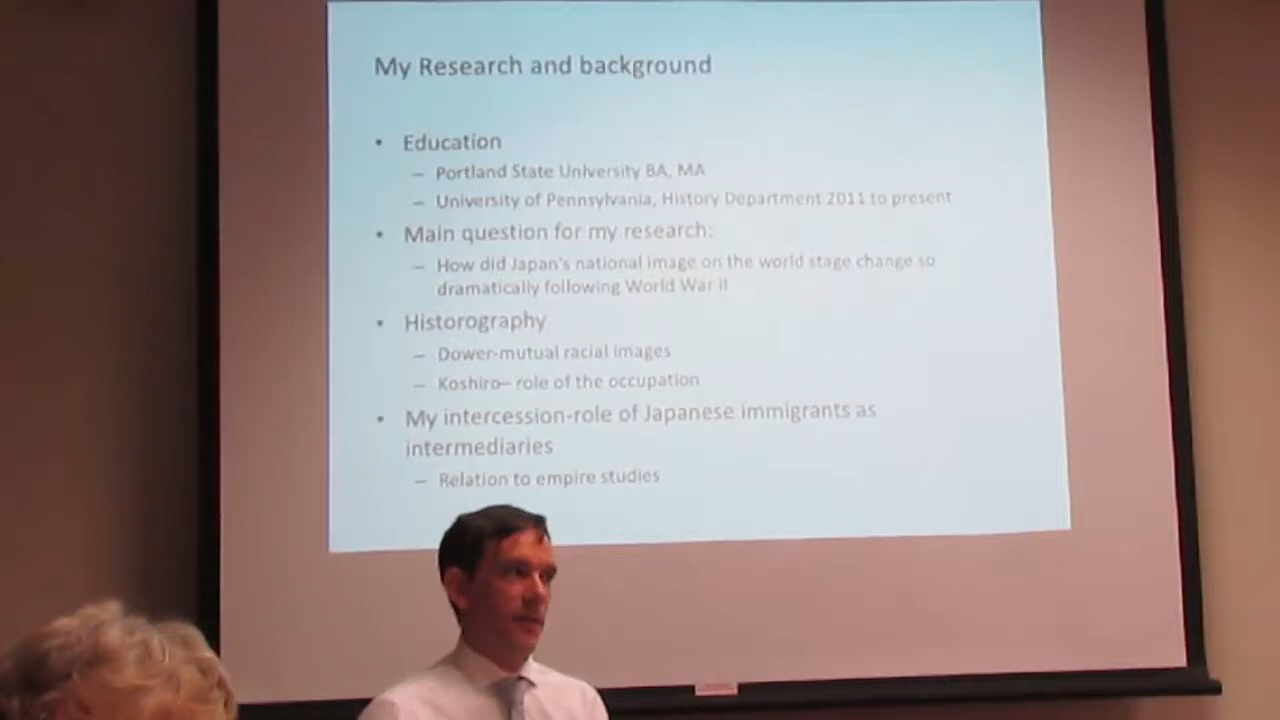 My Research and background
• Education
– Portland State University BA, MA
– University of Pennsylvania, History Department 2011 to present
• Main question for my research:
– How did Japan's national image on the world stage change so
dramatically following World War II
• Historography
– Dower-mutual racial images
– Koshiro– role of the occupation
• My intercession-role of Japanese immigrants as
intermediaries
– Relation to empire studies